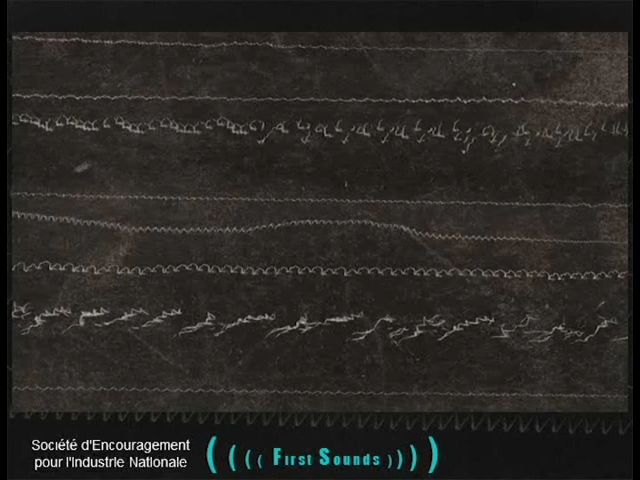 Société d'Encouragement
pour l'Industrie Nationale
( ( ( ( First Sounds ) ) ) )